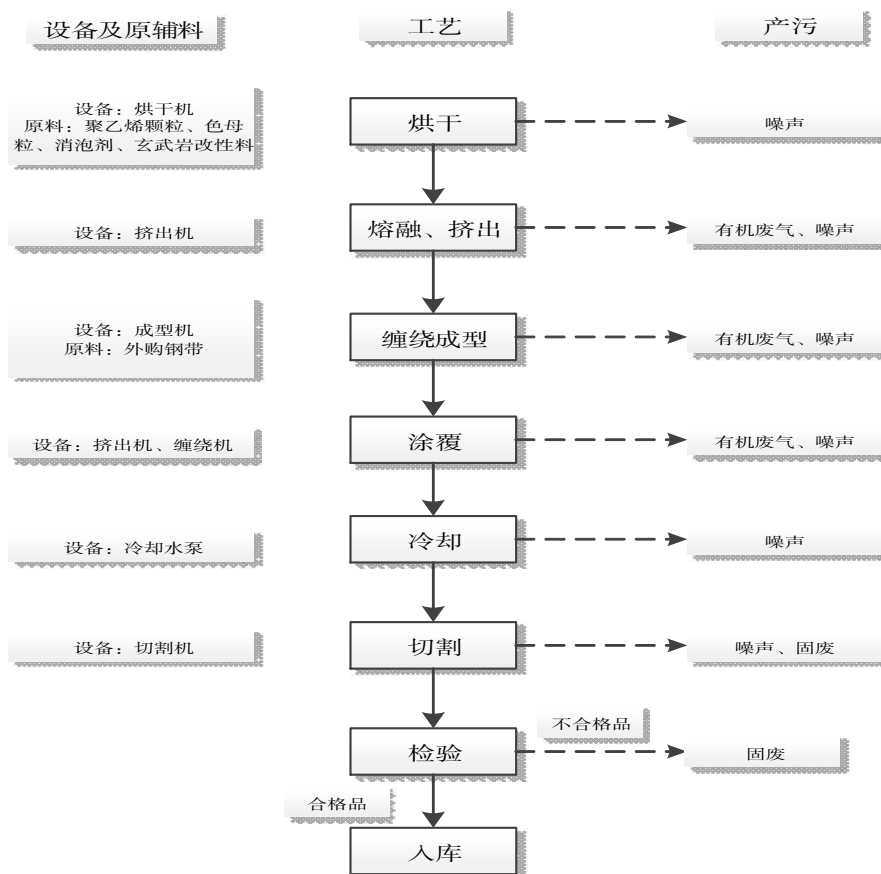 设备及原辅料
工艺
产污
设备：烘干机
原料：聚乙烯颗粒、色母
粒、消泡剂、玄武岩改性料
烘干
噪声
设备：挤出机
熔融、挤出
有机废气、噪声
设备：成型机
原料：外购钢带
缠绕成型
有机废气、噪声
设备：挤出机、缠绕机
涂覆
有机废气、噪声
设备：冷却水泵
冷却
噪声
设备：切割机
切割
噪声、固废
检验
不合格品
固废
合格品
入库